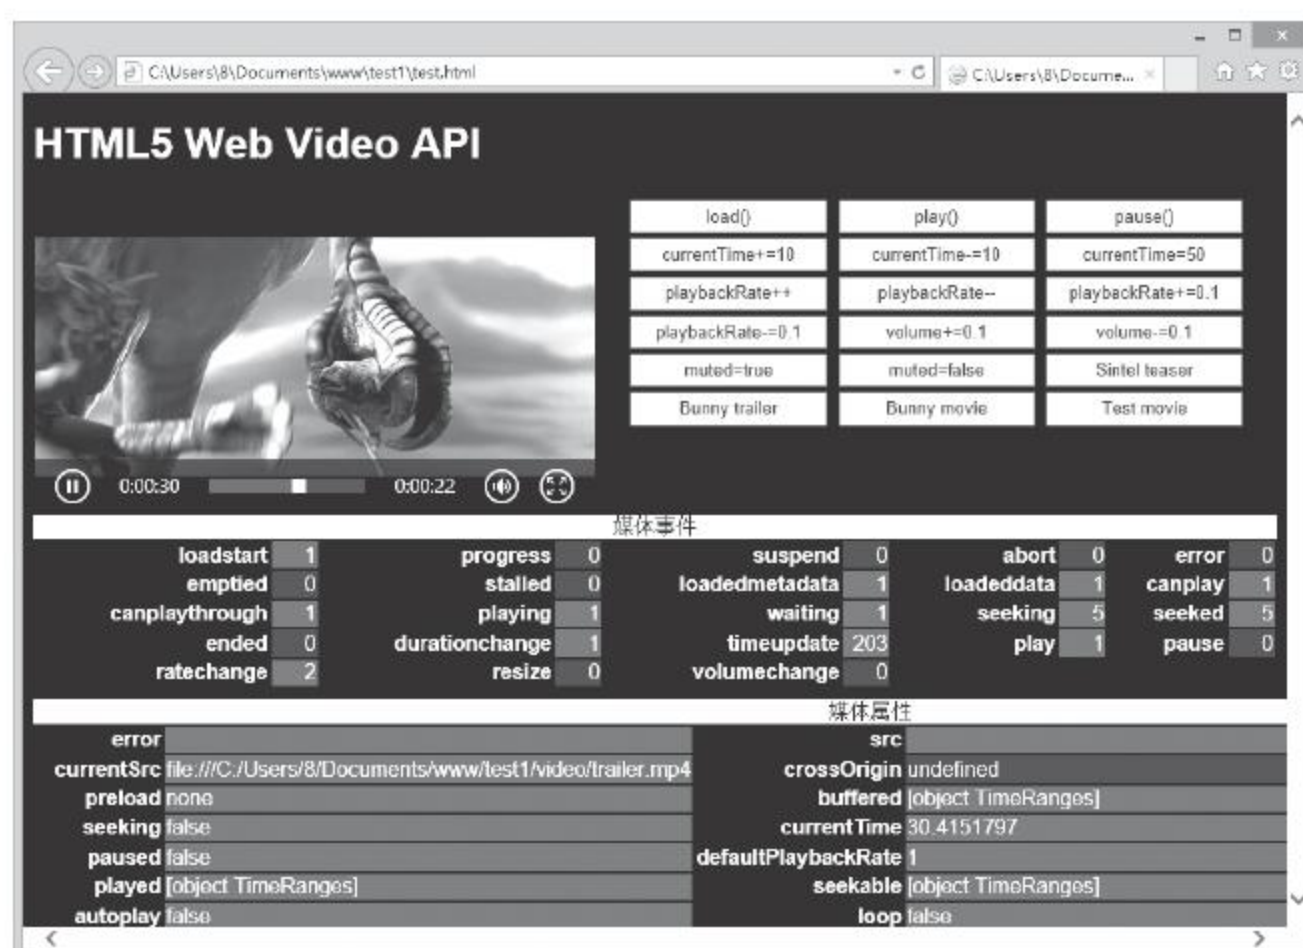 C:\Users\8\Documents\www\test1\test.html
C:\Users\8\Docume...
HTML5 Web Video API
load() play() pause()
currentTime+=10 currentTime-=10 currentTime=50
playbackRate++ playbackRate-- playbackRate+=0.1
playbackRate-=0.1 volume+=0.1 volume-=0.1
muted=true muted=false Sintel teaser
Bunny trailer Bunny movie Test movie
0:00:30 0:00:22
媒体事件
loadstart 1 progress 0 suspend 0 abort 0 error 0
emptied 0 stalled 0 loadedmetadata 1 loadeddata 1 canplay 1
canplaythrough 1 playing 1 waiting 1 seeking 5 seeked 5
ended 0 durationchange 1 timeupdate 203 play 1 pause 0
ratechange 2 resize 0 volumechange 0
媒体属性
error src
currentSrc file:///C:/Users/8/Documents/www/test1/video/trailer.mp4 crossOrigin undefined
preload none buffered [object TimeRanges]
seeking false currentTime 30.4151797
paused false defaultPlaybackRate 1
played [object TimeRanges] seekable [object TimeRanges]
autoplay false loop false